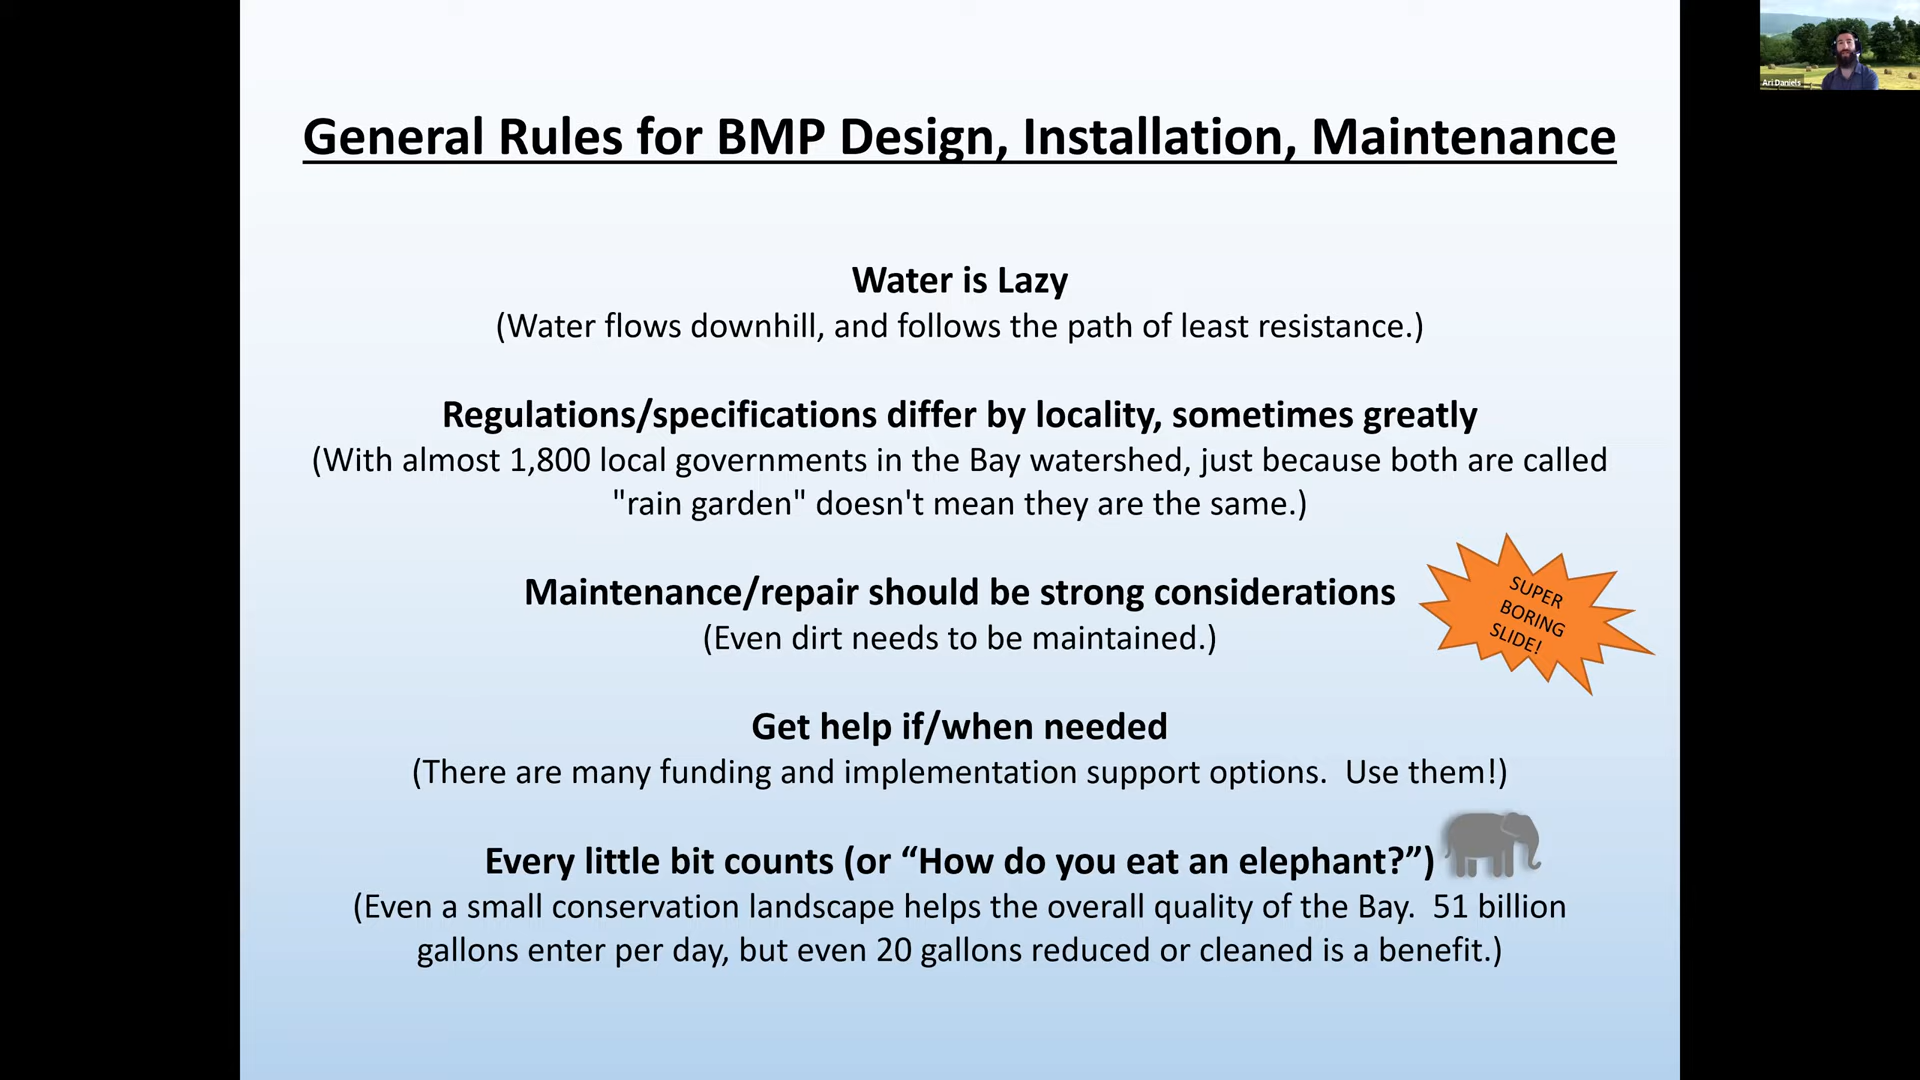 Ari Daniels
General Rules for BMP Design, Installation, Maintenance
Water is Lazy
(Water flows downhill, and follows the path of least resistance.)
Regulations/specifications differ by locality, sometimes greatly
(With almost 1,800 local governments in the Bay watershed, just because both are called
"rain garden" doesn't mean they are the same.)
Maintenance/repair should be strong considerations
(Even dirt needs to be maintained.)
SUPER
BORING
SLIDE!
Get help if/when needed
(There are many funding and implementation support options.  Use them!)
Every little bit counts (or “How do you eat an elephant?”)
(Even a small conservation landscape helps the overall quality of the Bay.  51 billion
gallons enter per day, but even 20 gallons reduced or cleaned is a benefit.)